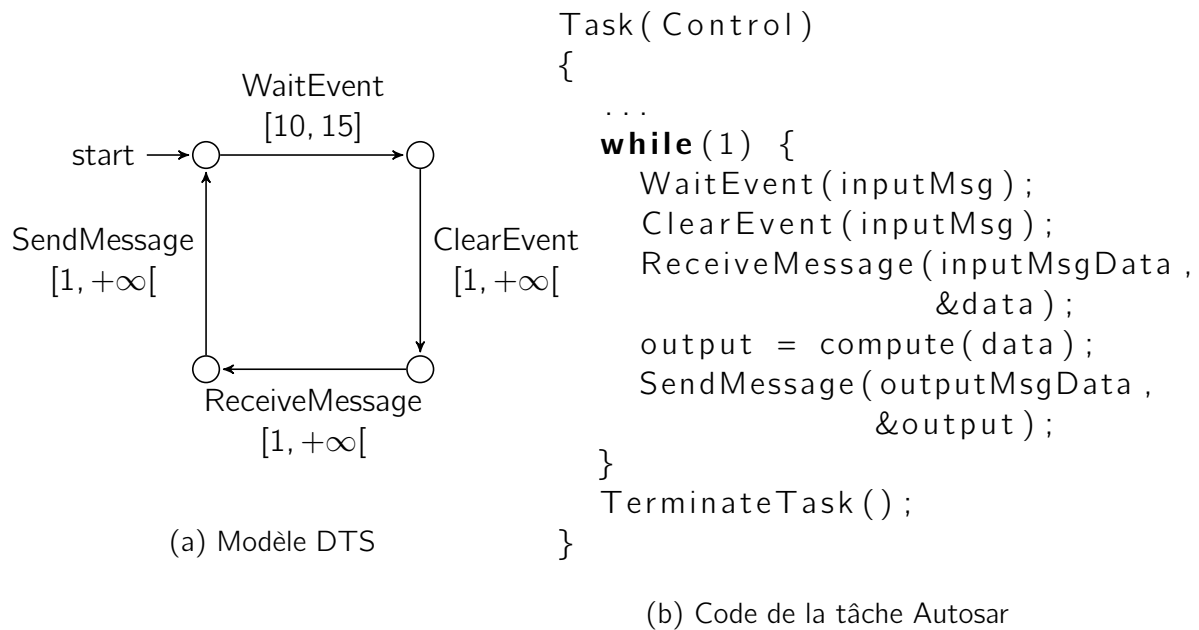 WaitEvent
[10, 15]
start
SendMessage
[1, +∞[
ClearEvent
[1, +∞[
ReceiveMessage
[1, +∞[
(a) Modèle DTS
Task(Control)
{
...
while(1) {
WaitEvent(inputMsg);
ClearEvent(inputMsg);
ReceiveMessage(inputMsgData,
&data);
output = compute(data);
SendMessage(outputMsgData,
&output);
}
TerminateTask();
}
(b) Code de la tâche Autosar